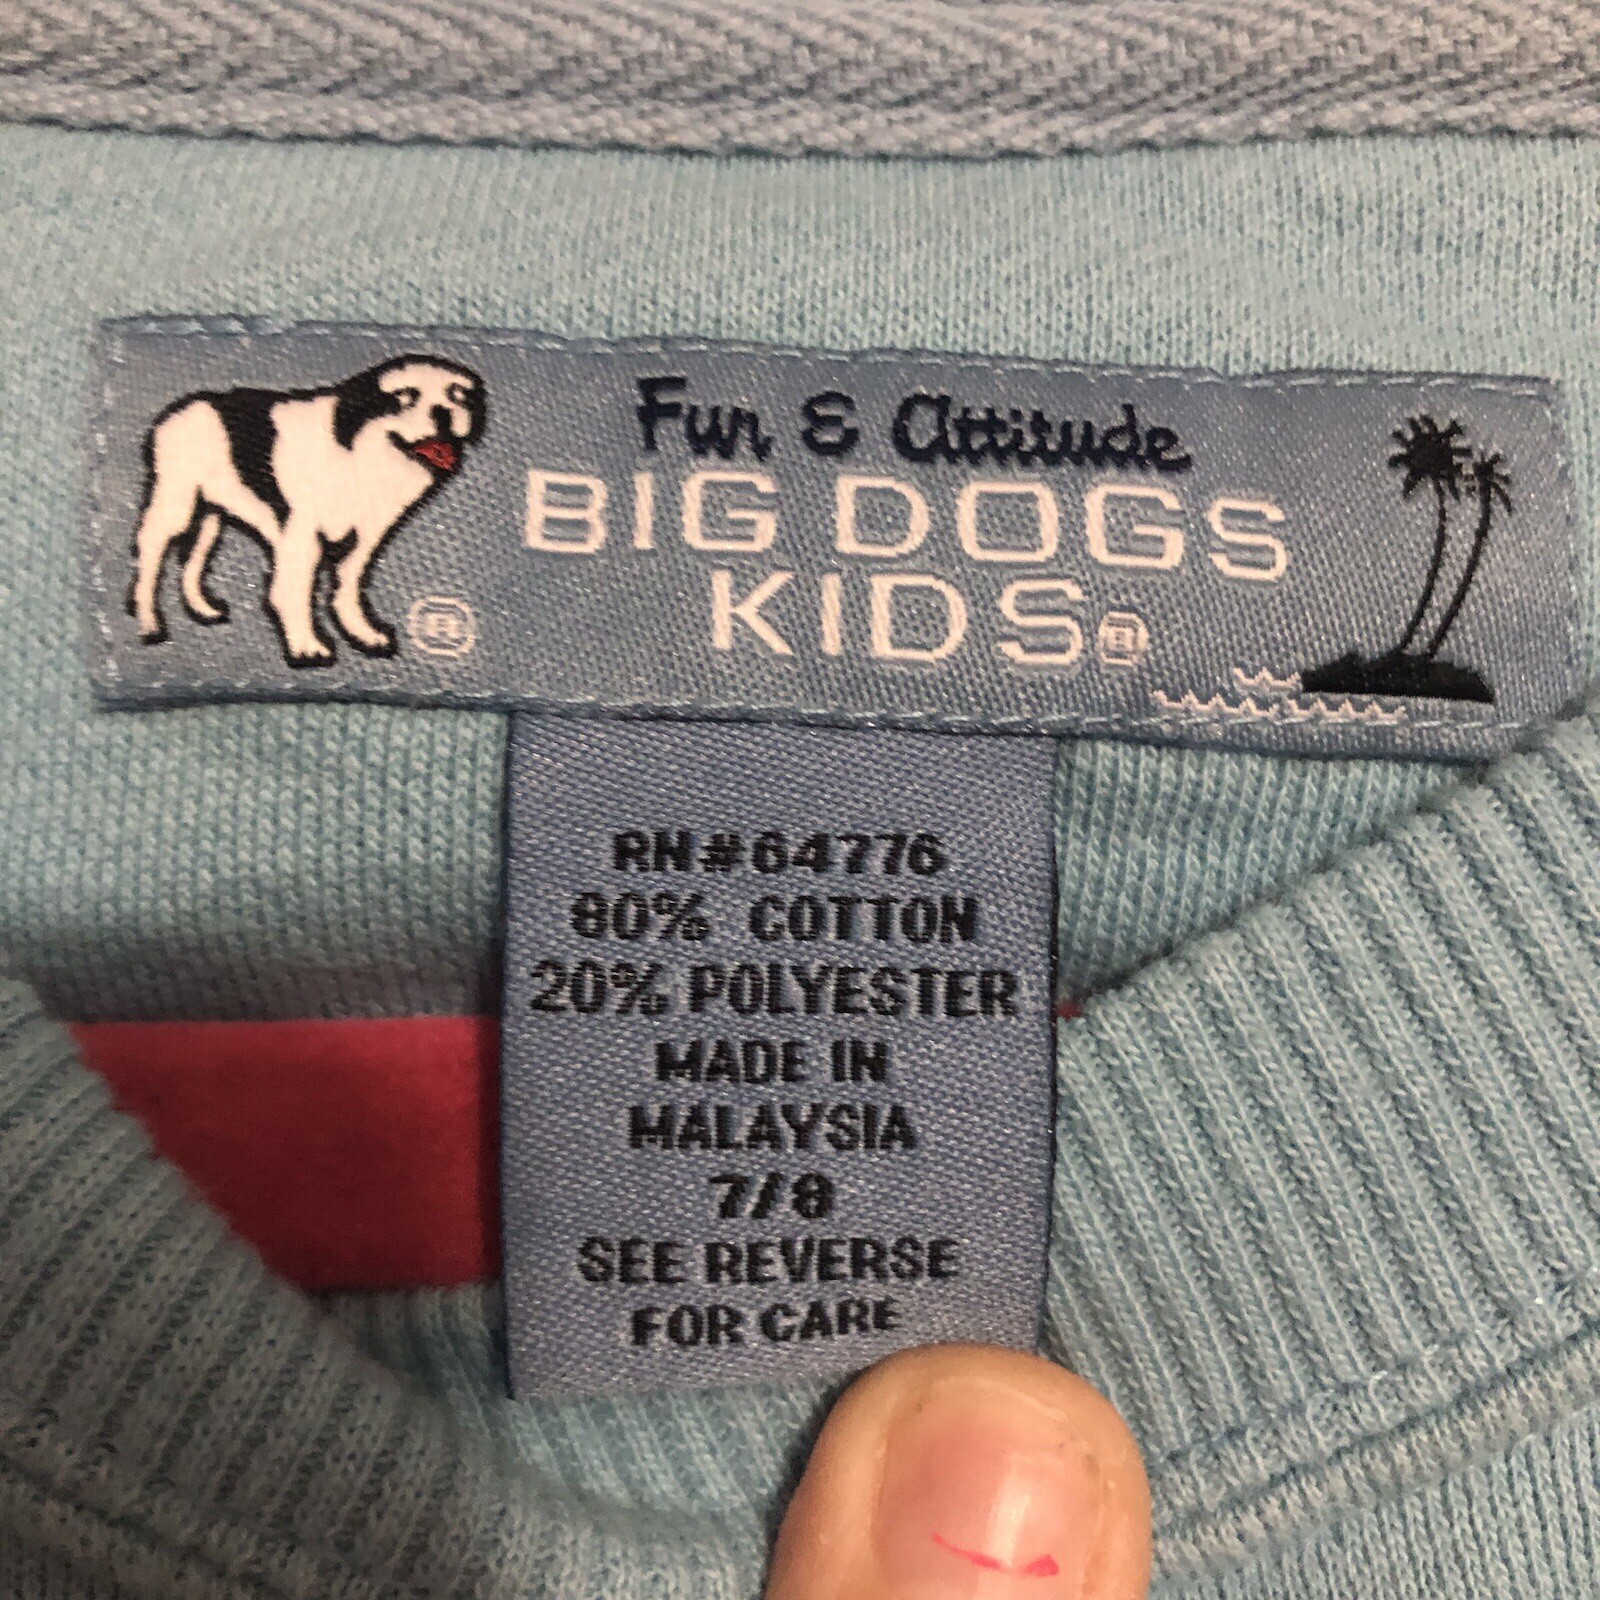 Fun & Attitude
BIG DOGS
KIDS®
®
RN#64776
80% COTTON
20% POLYESTER
MADE IN
MALAYSIA
7/8
SEE REVERSE
FOR CARE